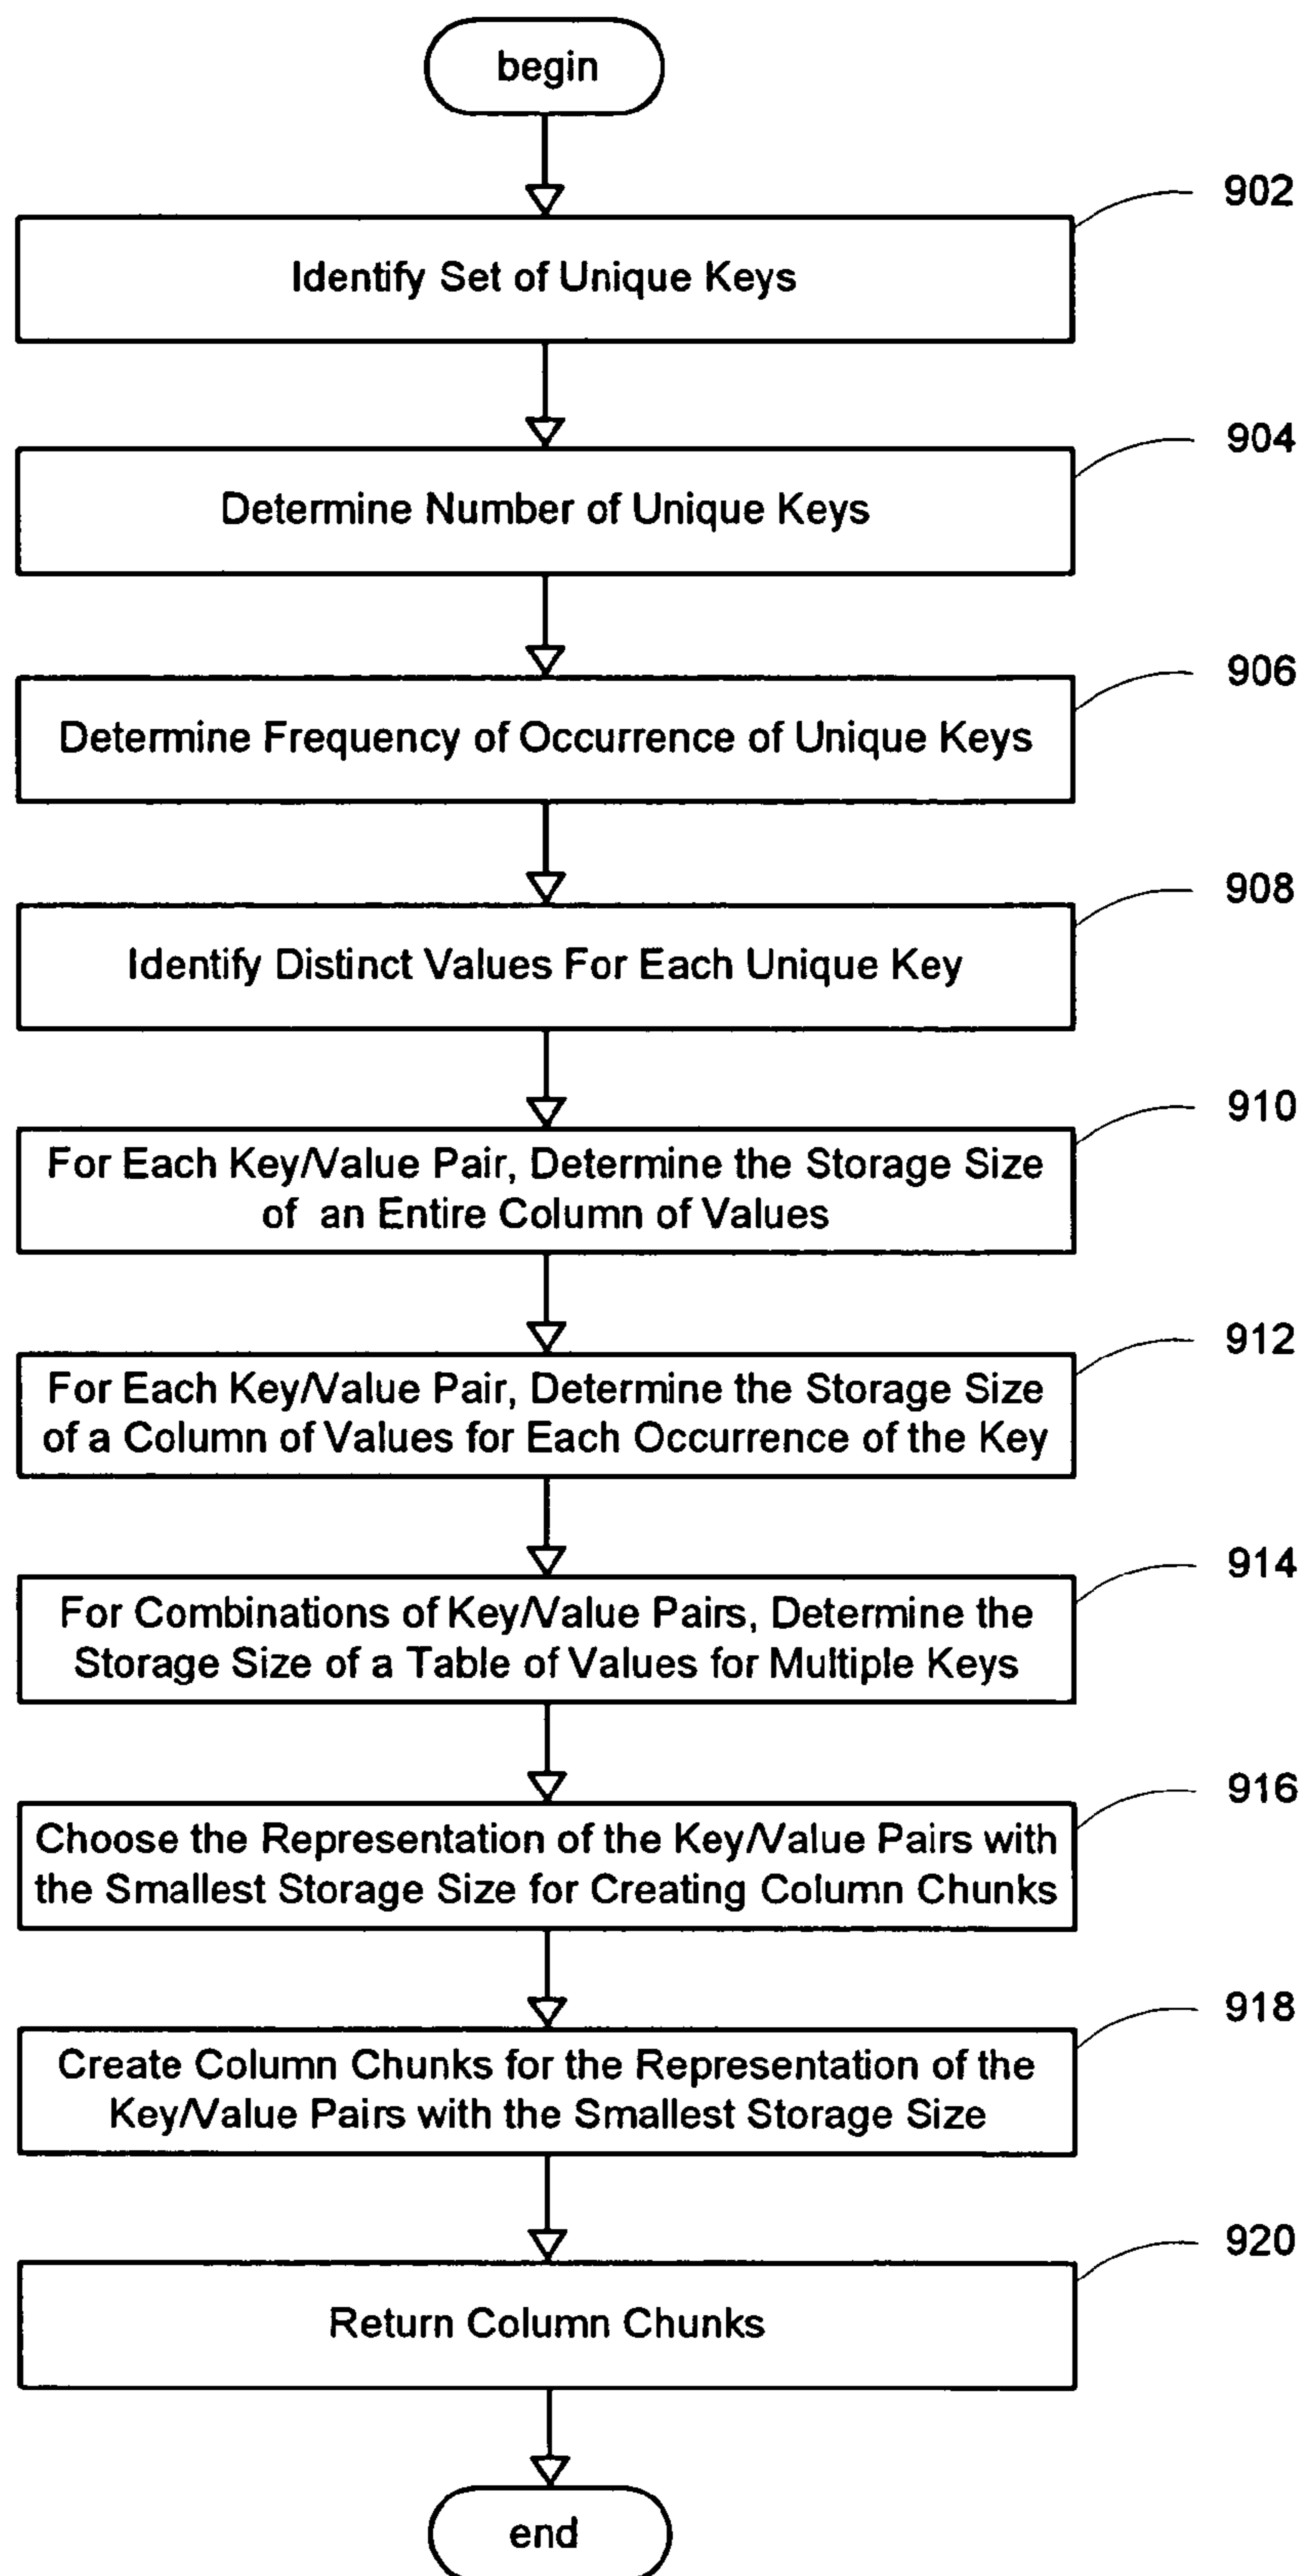 begin
902
Identify Set of Unique Keys
904
Determine Number of Unique Keys
906
Determine Frequency of Occurrence of Unique Keys
908
Identify Distinct Values For Each Unique Key
910
For Each Key/Value Pair, Determine the Storage Size
of an Entire Column of Values
912
For Each Key/Value Pair, Determine the Storage Size
of a Column of Values for Each Occurrence of the Key
914
For Combinations of Key/Value Pairs, Determine the
Storage Size of a Table of Values for Multiple Keys
916
Choose the Representation of the Key/Value Pairs with
the Smallest Storage Size for Creating Column Chunks
918
Create Column Chunks for the Representation of the
Key/Value Pairs with the Smallest Storage Size
920
Return Column Chunks
end